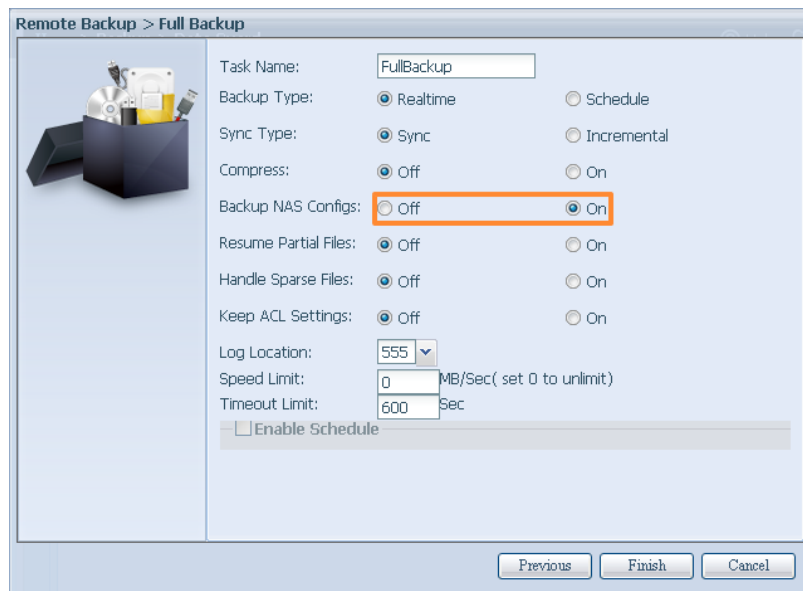 Remote Backup > Full Backup
Task Name: FullBackup
Backup Type: Realtime Schedule
Sync Type: Sync Incremental
Compress: Off On
Backup NAS Configs: Off On
Resume Partial Files: Off On
Handle Sparse Files: Off On
Keep ACL Settings: Off On
Log Location: 555
Speed Limit: 0 MB/Sec( set 0 to unlimit)
Timeout Limit: 600 Sec
Enable Schedule
Previous Finish Cancel